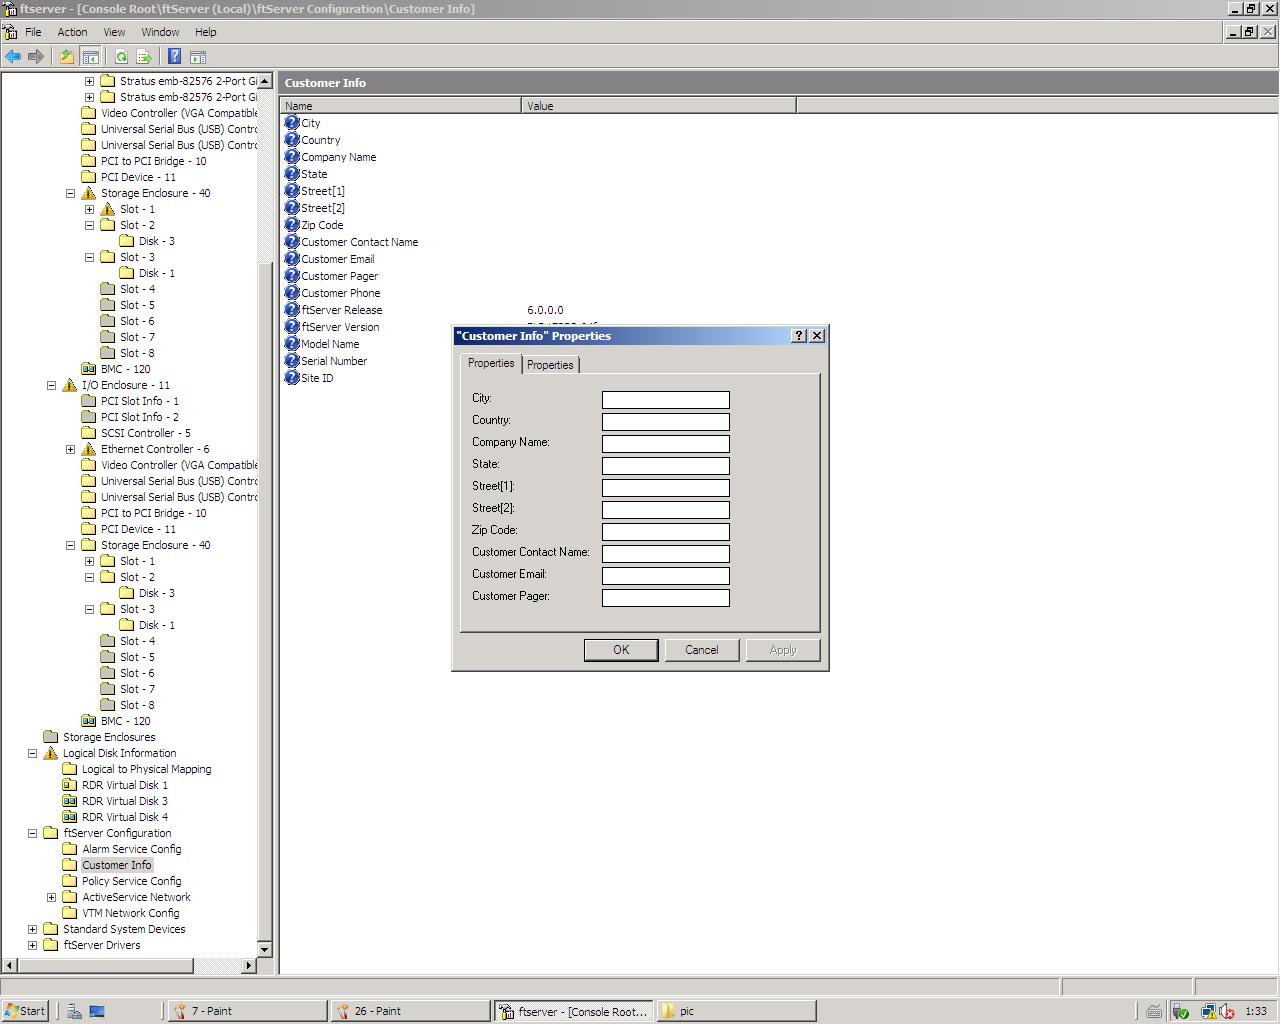 ftserver - [Console Root\ftServer (Local)\ftServer Configuration\Customer Info]
File Action View Window Help
Stratus emb-82576 2-Port Gi
Stratus emb-82576 2-Port Gi
Video Controller (VGA Compatible
Universal Serial Bus (USB) Contro
Universal Serial Bus (USB) Contro
PCI to PCI Bridge - 10
PCI Device - 11
Storage Enclosure - 40
Slot - 1
Slot - 2
Disk - 3
Slot - 3
Disk - 1
Slot - 4
Slot - 5
Slot - 6
Slot - 7
Slot - 8
BMC - 120
I/O Enclosure - 11
PCI Slot Info - 1
PCI Slot Info - 2
SCSI Controller - 5
Ethernet Controller - 6
Video Controller (VGA Compatible
Universal Serial Bus (USB) Contro
Universal Serial Bus (USB) Contro
PCI to PCI Bridge - 10
PCI Device - 11
Storage Enclosure - 40
Slot - 1
Slot - 2
Disk - 3
Slot - 3
Disk - 1
Slot - 4
Slot - 5
Slot - 6
Slot - 7
Slot - 8
BMC - 120
Storage Enclosures
Logical Disk Information
Logical to Physical Mapping
RDR Virtual Disk 1
RDR Virtual Disk 3
RDR Virtual Disk 4
ftServer Configuration
Alarm Service Config
Customer Info
Policy Service Config
ActiveService Network
VTM Network Config
Standard System Devices
ftServer Drivers
Customer Info
Name Value
City
Country
Company Name
State
Street[1]
Street[2]
Zip Code
Customer Contact Name
Customer Email
Customer Pager
Customer Phone
ftServer Release 6.0.0.0
ftServer Version
Model Name
Serial Number
Site ID
"Customer Info" Properties
Properties Properties
City:
Country:
Company Name:
State:
Street[1]:
Street[2]:
Zip Code:
Customer Contact Name:
Customer Email:
Customer Pager:
OK Cancel Apply
Start 7 - Paint 26 - Paint ftserver - [Console Root... pic 1:33